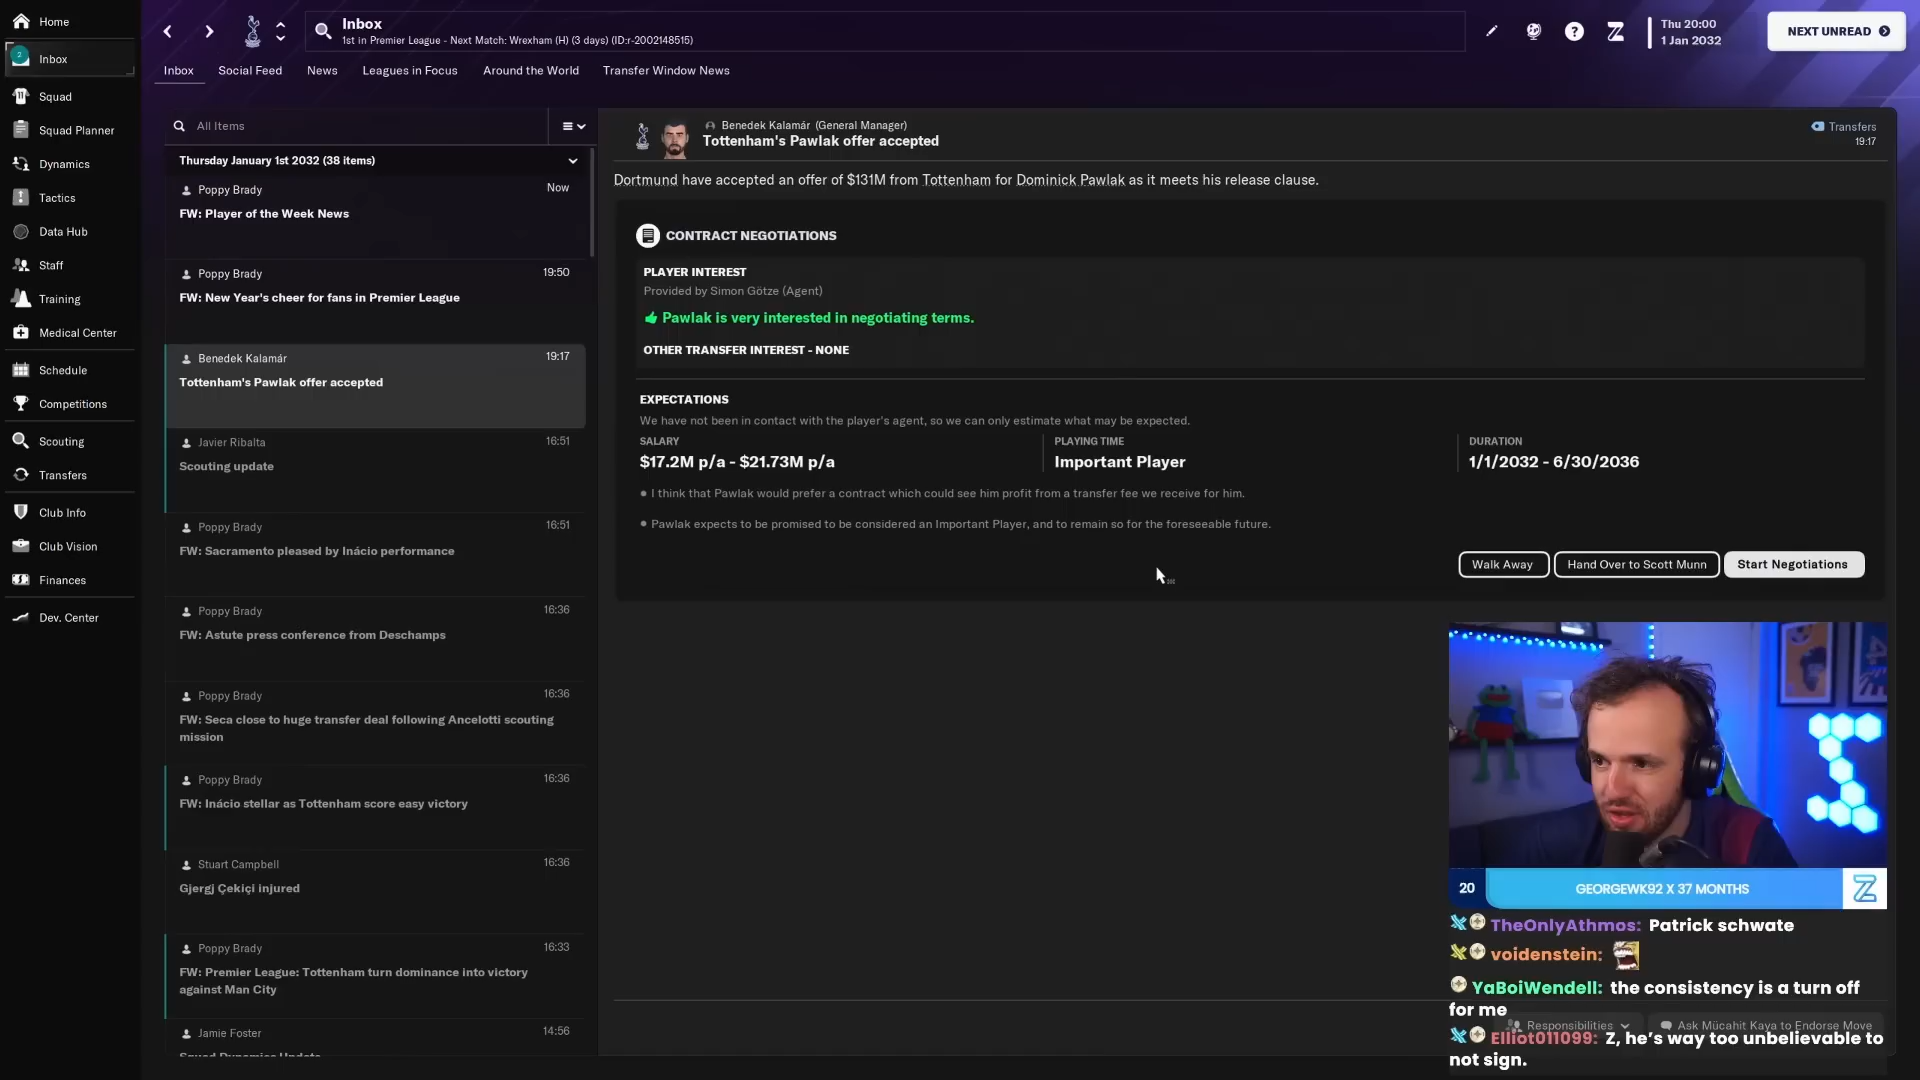 Home
2
Inbox
Squad
Squad Planner
Dynamics
Tactics
Data Hub
Staff
Training
Medical Center
Schedule
Competitions
Scouting
Transfers
Club Info
Club Vision
Finances
Dev. Center
Inbox
1st in Premier League - Next Match: Wrexham (H) (3 days) (ID:r-2002148515)
Thu 20:00
1 Jan 2032
NEXT UNREAD
Inbox
Social Feed
News
Leagues in Focus
Around the World
Transfer Window News
All Items
Thursday January 1st 2032 (38 items)
Poppy Brady
Now
FW: Player of the Week News
Poppy Brady
19:50
FW: New Year's cheer for fans in Premier League
Benedek Kalamár
19:17
Tottenham's Pawlak offer accepted
Javier Ribalta
16:51
Scouting update
Poppy Brady
16:51
FW: Sacramento pleased by Inácio performance
Poppy Brady
16:36
FW: Astute press conference from Deschamps
Poppy Brady
16:36
FW: Seca close to huge transfer deal following Ancelotti scouting
mission
Poppy Brady
16:36
FW: Inácio stellar as Tottenham score easy victory
Stuart Campbell
16:36
Gjergj Çekiçi injured
Poppy Brady
16:33
FW: Premier League: Tottenham turn dominance into victory
against Man City
Jamie Foster
14:56
Squad Dynamics Update
Benedek Kalamár (General Manager)
Tottenham's Pawlak offer accepted
Transfers
19:17
Dortmund have accepted an offer of $131M from Tottenham for Dominick Pawlak as it meets his release clause.
CONTRACT NEGOTIATIONS
PLAYER INTEREST
Provided by Simon Götze (Agent)
Pawlak is very interested in negotiating terms.
OTHER TRANSFER INTEREST - NONE
EXPECTATIONS
We have not been in contact with the player's agent, so we can only estimate what may be expected.
SALARY
$17.2M p/a - $21.73M p/a
PLAYING TIME
Important Player
DURATION
1/1/2032 - 6/30/2036
• I think that Pawlak would prefer a contract which could see him profit from a transfer fee we receive for him.
• Pawlak expects to be promised to be considered an Important Player, and to remain so for the foreseeable future.
Walk Away
Hand Over to Scott Munn
Start Negotiations
20
GEORGEWK92 X 37 MONTHS
TheOnlyAthmos: Patrick schwate
voidenstein:
YaBoiWendell: the consistency is a turn off
for me
Responsibilities
Ask Mücahit Kaya to Endorse Move
Elliot011099: Z, he's way too unbelievable to
not sign.